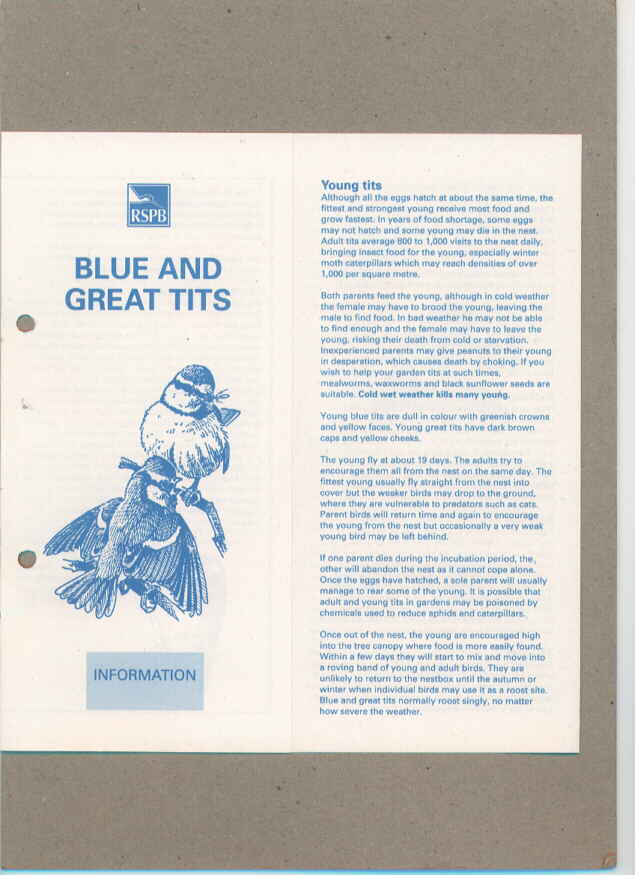 RSPB
BLUE AND
GREAT TITS
INFORMATION
Young tits
Although all the eggs hatch at about the same time, the
fittest and strongest young receive most food and
grow fastest. In years of food shortage, some eggs
may not hatch and some young may die in the nest.
Adult tits average 800 to 1,000 visits to the nest daily,
bringing insect food for the young, especially winter
moth caterpillars which may reach densities of over
1,000 per square metre.
Both parents feed the young, although in cold weather
the female may have to brood the young, leaving the
male to find food. In bad weather he may not be able
to find enough and the female may have to leave the
young, risking their death from cold or starvation.
Inexperienced parents may give peanuts to their young
in desperation, which causes death by choking. If you
wish to help your garden tits at such times,
mealworms, waxworms and black sunflower seeds are
suitable. Cold wet weather kills many young.
Young blue tits are dull in colour with greenish crowns
and yellow faces. Young great tits have dark brown
caps and yellow cheeks.
The young fly at about 19 days. The adults try to
encourage them all from the nest on the same day. The
fittest young usually fly straight from the nest into
cover but the weaker birds may drop to the ground,
where they are vulnerable to predators such as cats.
Parent birds will return time and again to encourage
the young from the nest but occasionally a very weak
young bird may be left behind.
If one parent dies during the incubation period, the
other will abandon the nest as it cannot cope alone.
Once the eggs have hatched, a sole parent will usually
manage to rear some of the young. It is possible that
adult and young tits in gardens may be poisoned by
chemicals used to reduce aphids and caterpillars.
Once out of the nest, the young are encouraged high
into the tree canopy where food is more easily found.
Within a few days they will start to mix and move into
a roving band of young and adult birds. They are
unlikely to return to the nestbox until the autumn or
winter when individual birds may use it as a roost site.
Blue and great tits normally roost singly, no matter
how severe the weather.